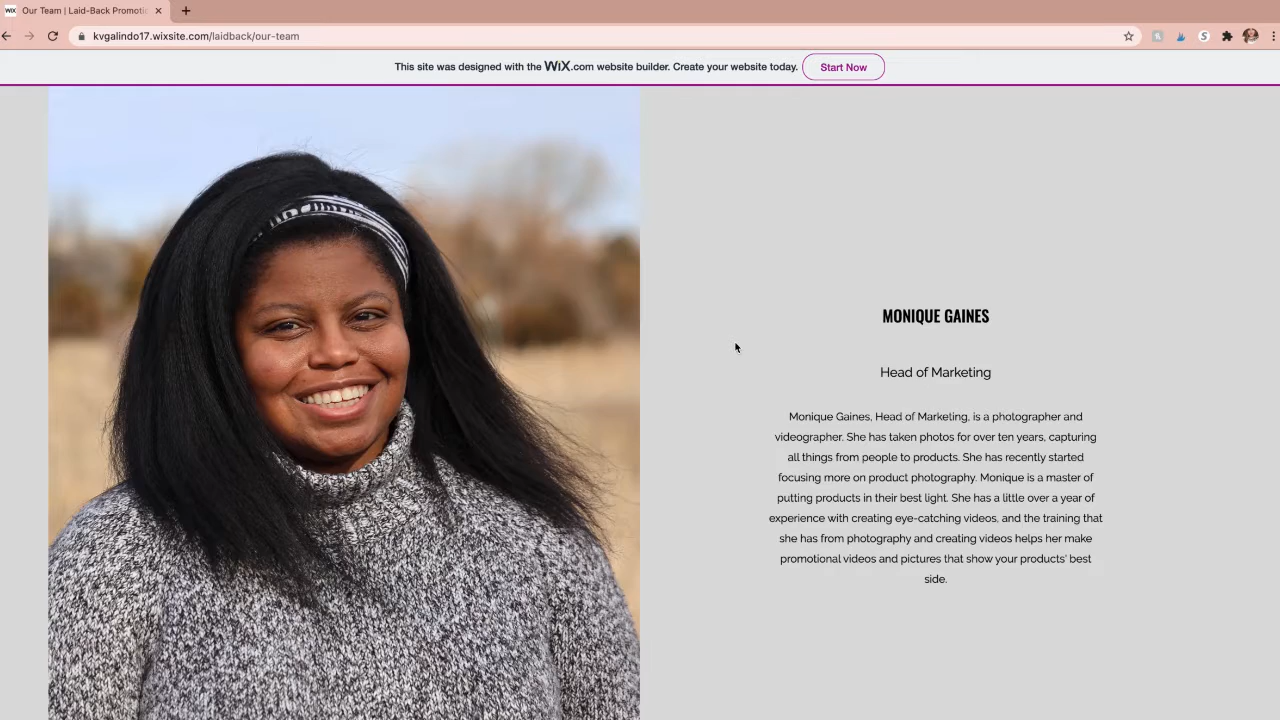 WiX
Our Team | Laid-Back Promotio
kvgalindo17.wixsite.com/laidback/our-team
This site was designed with the WiX.com website builder. Create your website today.
Start Now
MONIQUE GAINES
Head of Marketing
Monique Gaines, Head of Marketing, is a photographer and
videographer. She has taken photos for over ten years, capturing
all things from people to products. She has recently started
focusing more on product photography. Monique is a master of
putting products in their best light. She has a little over a year of
experience with creating eye-catching videos, and the training that
she has from photography and creating videos helps her make
promotional videos and pictures that show your products' best
side.